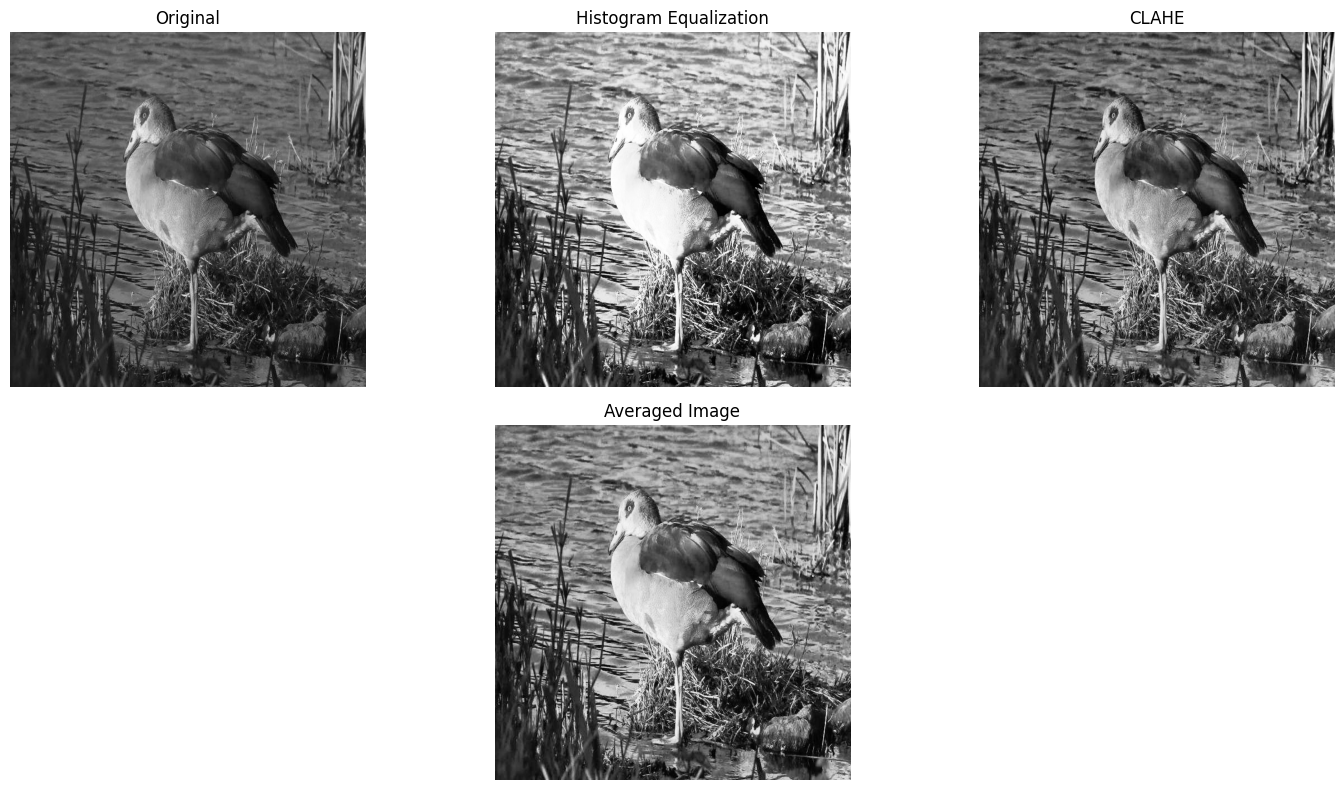 Original
Histogram Equalization
CLAHE
Averaged Image